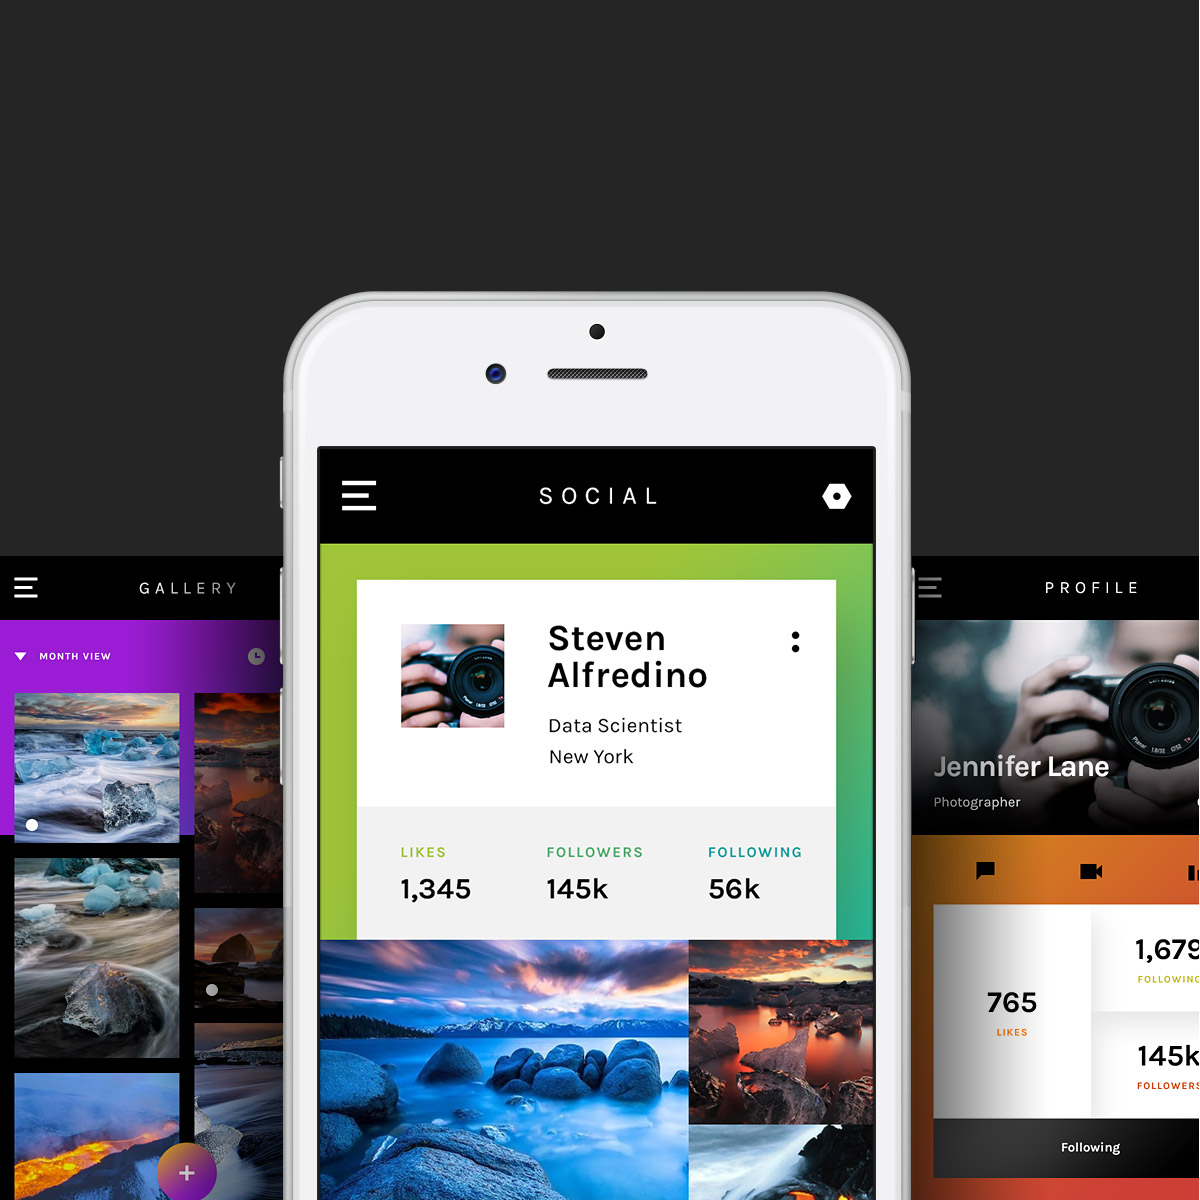 SOCIAL
Steven
Alfredino
Data Scientist
New York
LIKES FOLLOWERS FOLLOWING
1,345 145k 56k
GALLERY
MONTH VIEW
PROFILE
Jennifer Lane
Photographer
1,679
FOLLOWING
765
LIKES
145k
FOLLOWERS
Following